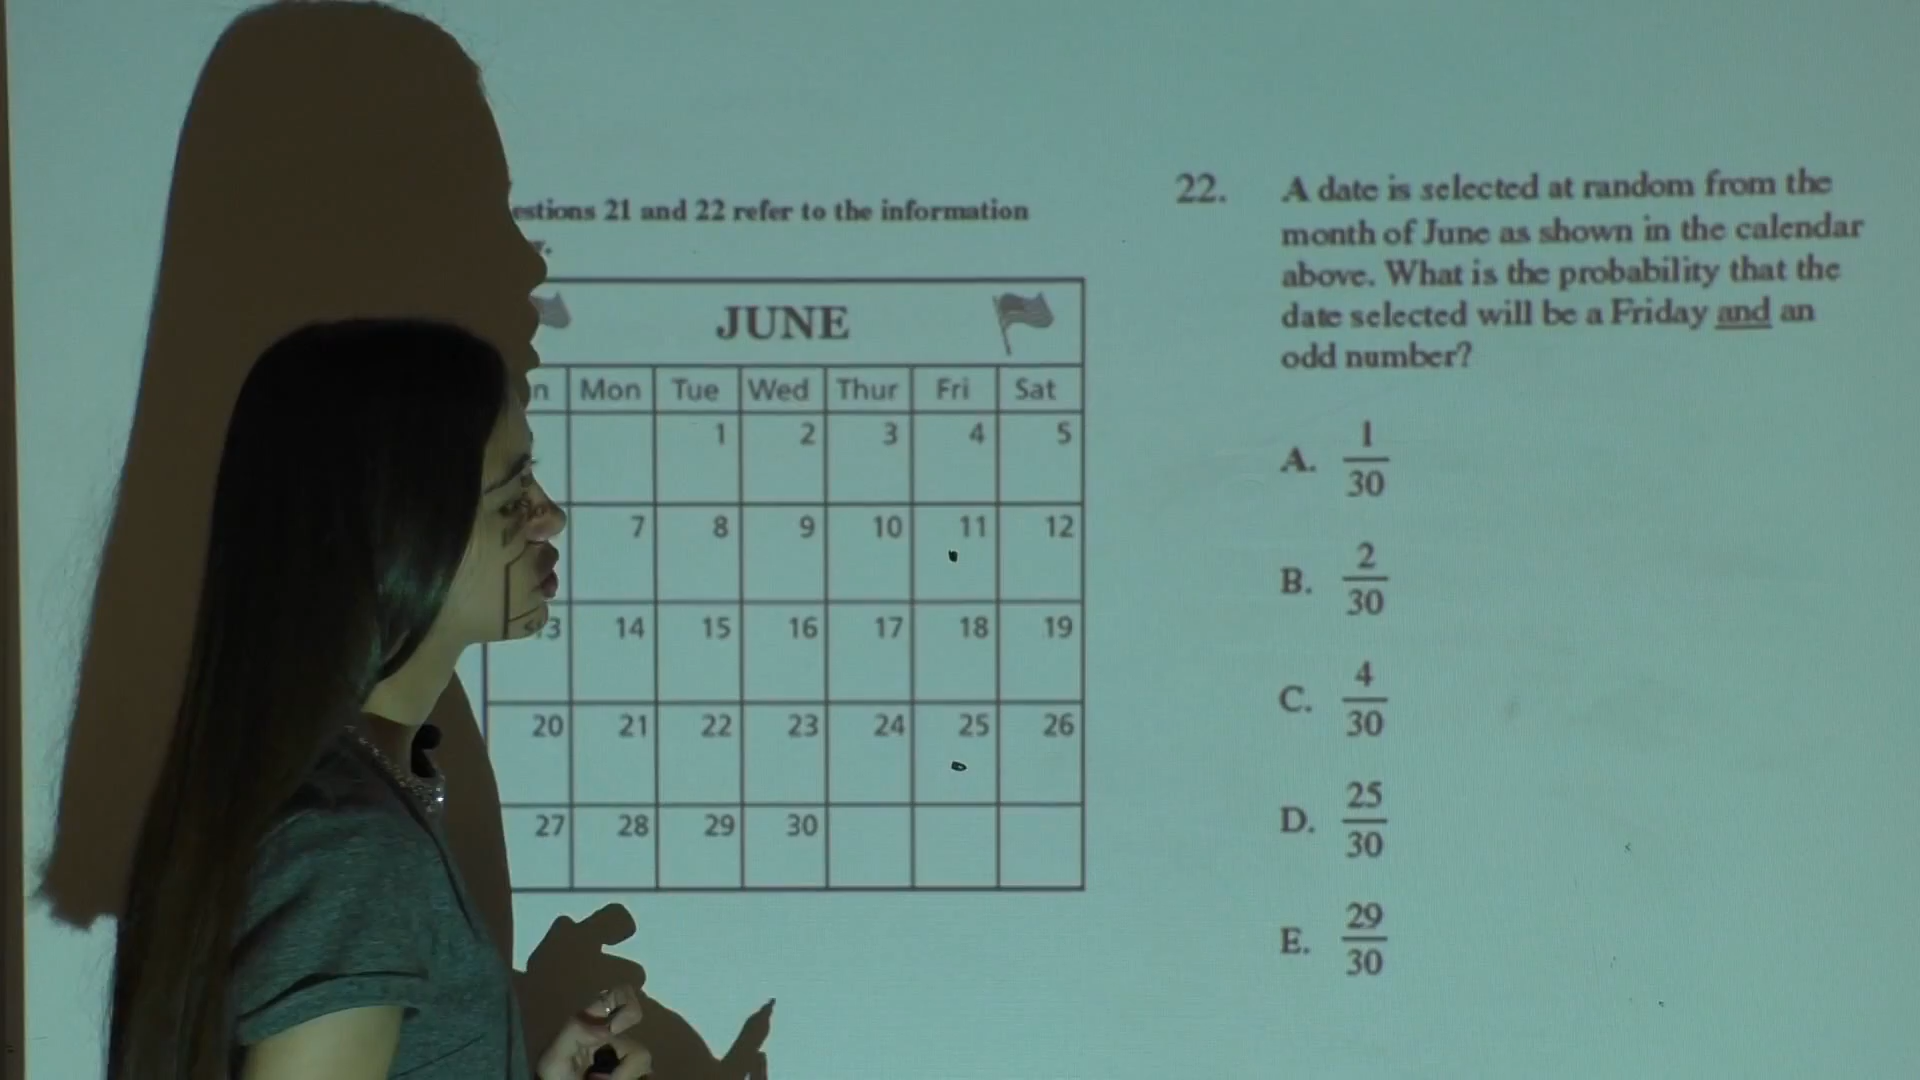 estions 21 and 22 refer to the information
JUNE
n Mon Tue Wed Thur Fri Sat
1 2 3 4 5
7 8 9 10 11 12
13 14 15 16 17 18 19
20 21 22 23 24 25 26
27 28 29 30
22. A date is selected at random from the
month of June as shown in the calendar
above. What is the probability that the
date selected will be a Friday and an
odd number?
A. 1/30
B. 2/30
C. 4/30
D. 25/30
E. 29/30